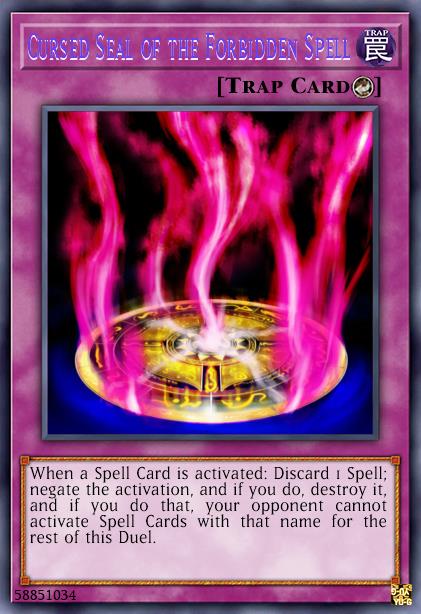 Cursed Seal of the Forbidden Spell
TRAP
罠
[Trap Card]
When a Spell Card is activated: Discard 1 Spell;
negate the activation, and if you do, destroy it,
and if you do that, your opponent cannot
activate Spell Cards with that name for the
rest of this Duel.
58851034